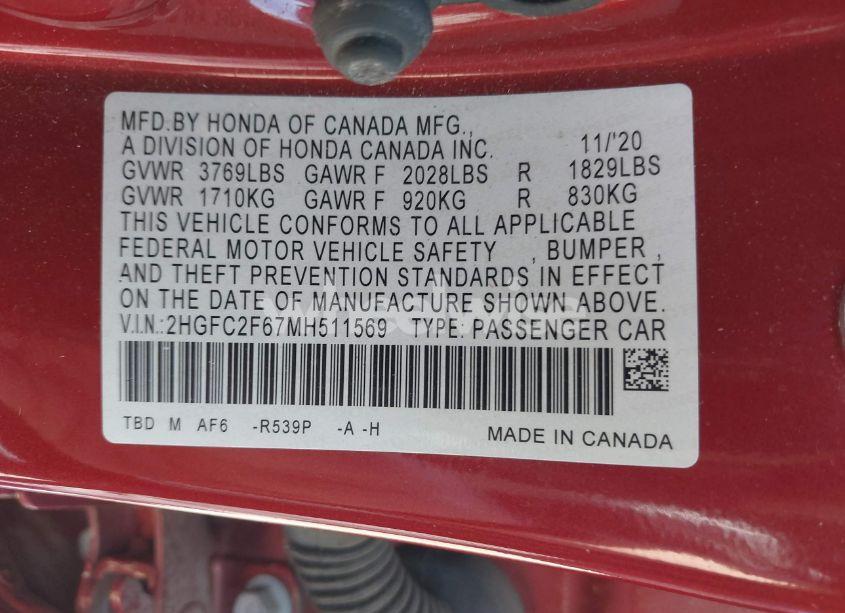 MFD.BY HONDA OF CANADA MFG.,
A DIVISION OF HONDA CANADA INC. 11/'20
GVWR 3769LBS GAWR F 2028LBS R 1829LBS
GVWR 1710KG GAWR F 920KG R 830KG
THIS VEHICLE CONFORMS TO ALL APPLICABLE
FEDERAL MOTOR VEHICLE SAFETY , BUMPER ,
AND THEFT PREVENTION STANDARDS IN EFFECT
ON THE DATE OF MANUFACTURE SHOWN ABOVE.
V.I.N.:2HGFC2F67MH511569 TYPE: PASSENGER CAR
TBD M AF6 -R539P -A -H MADE IN CANADA